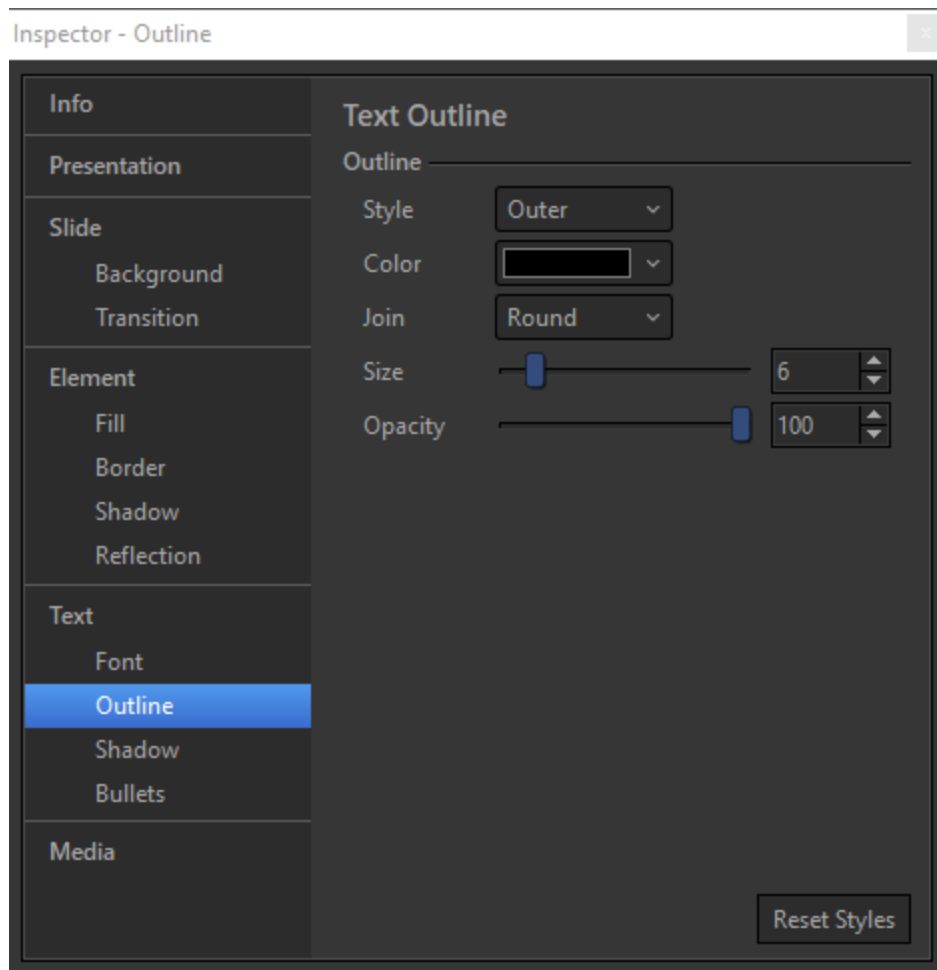 Inspector - Outline
x
Info
Presentation
Slide
Background
Transition
Element
Fill
Border
Shadow
Reflection
Text
Font
Outline
Shadow
Bullets
Media
Text Outline
Outline
Style Outer
Color
Join Round
Size 6
Opacity 100
Reset Styles